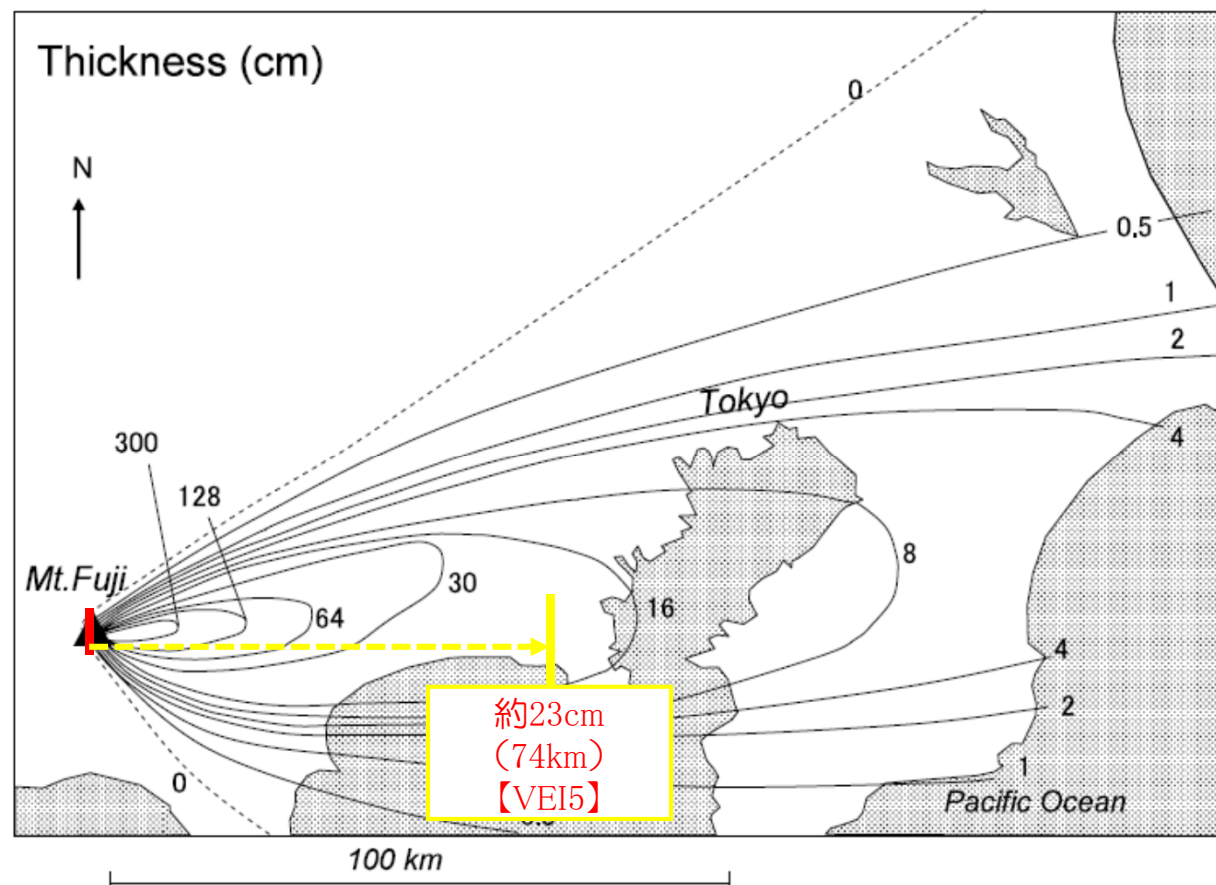 Thickness (cm)
N
0
0.5
1
2
Tokyo
4
300
128
Mt.Fuji
30
8
64
16
4
約23cm
（74km）
【VEI5】
2
0
1
Pacific Ocean
100 km